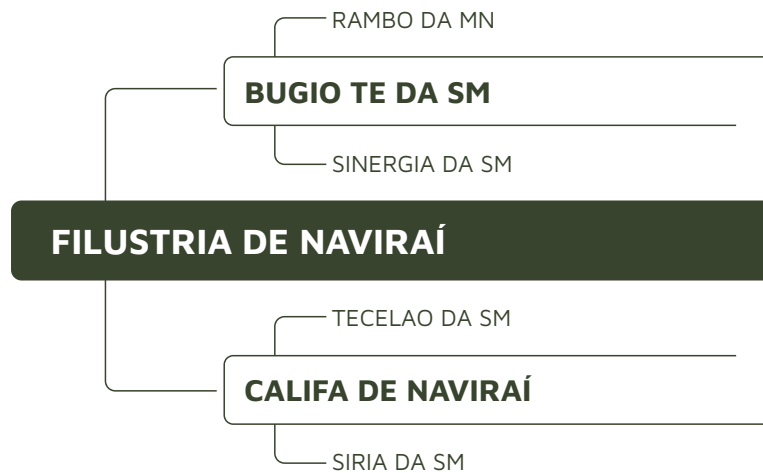 RAMBO DA MN
BUGIO TE DA SM
SINERGIA DA SM
FILUSTRIA DE NAVIRAÍ
TECELAO DA SM
CALIFA DE NAVIRAÍ
SIRIA DA SM